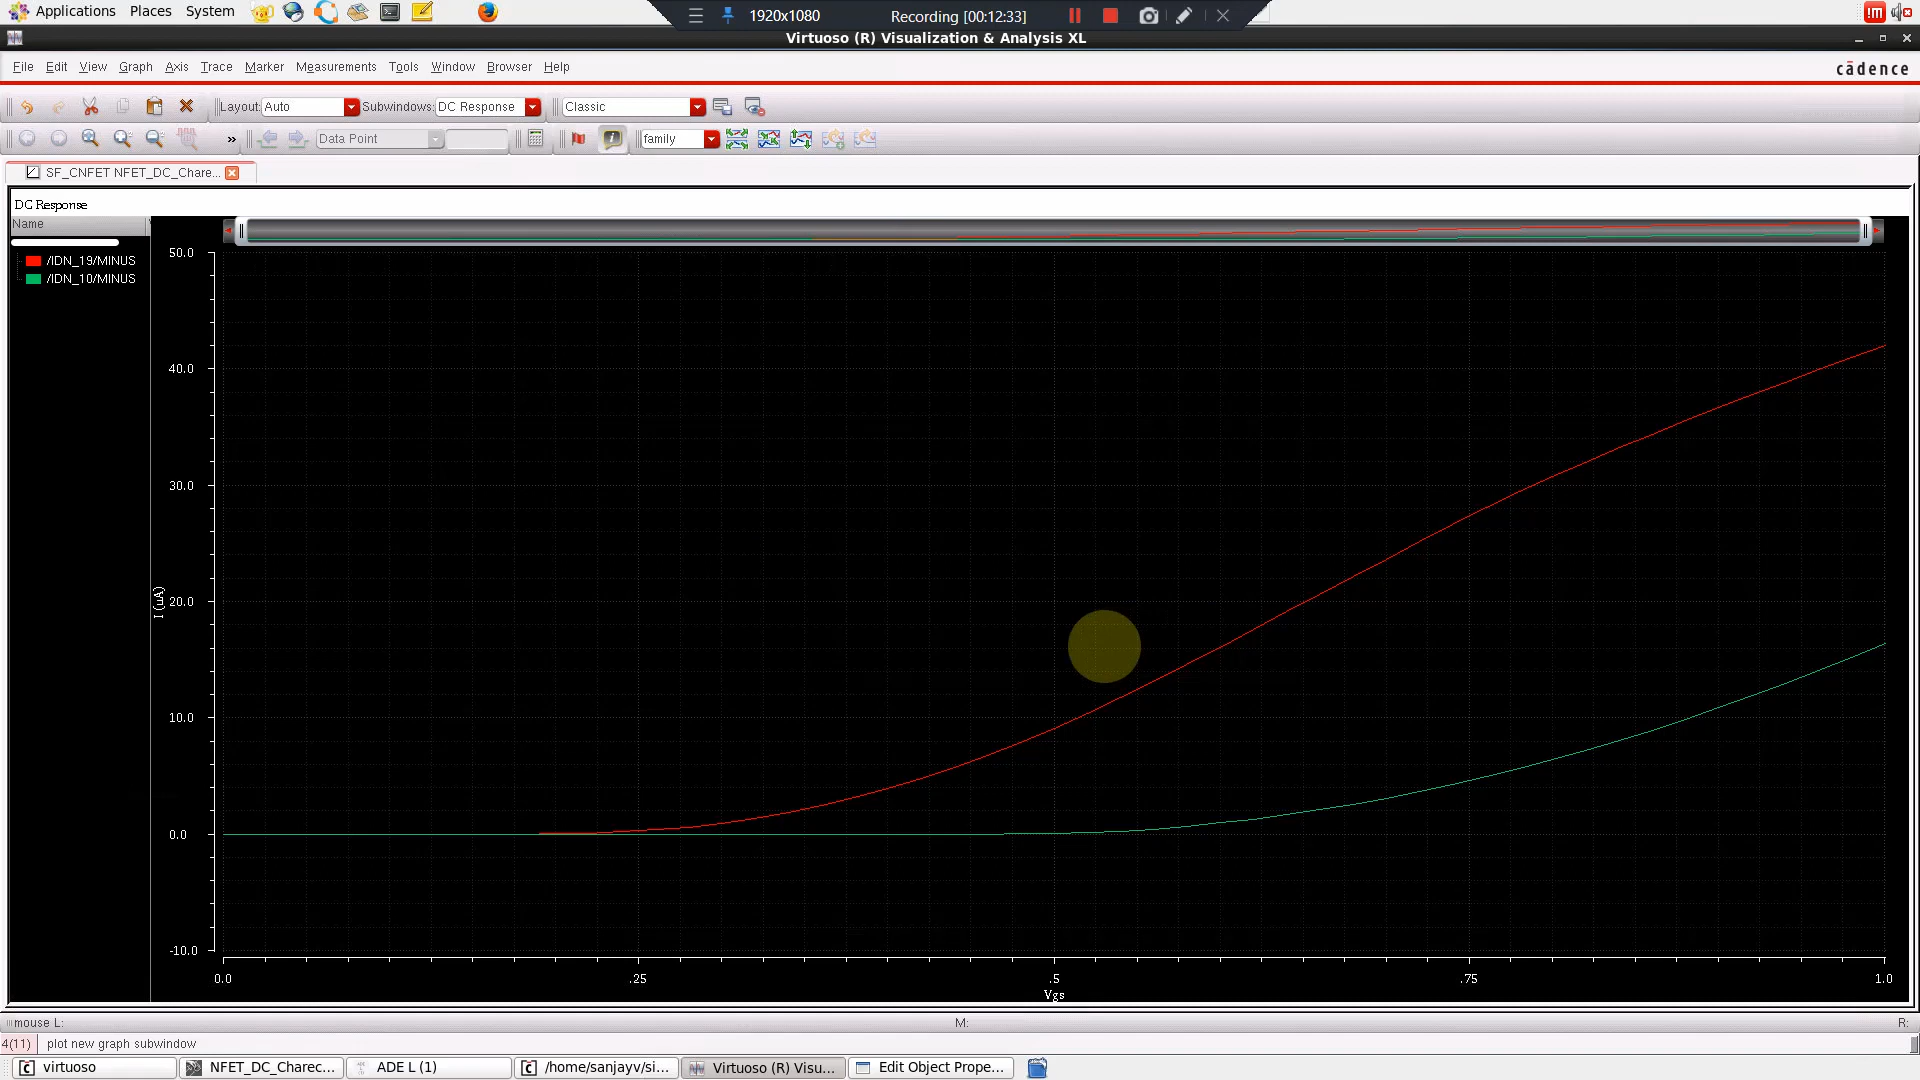 Applications Places System
1920x1080 Recording [00:12:33]
Virtuoso (R) Visualization & Analysis XL
File Edit View Graph Axis Trace Marker Measurements Tools Window Browser Help
cādence
Layout: Auto Subwindows: DC Response Classic
» Data Point family
SF_CNFET NFET_DC_Chare...
DC Response
Name
/IDN_19/MINUS
/IDN_10/MINUS
50.0
40.0
30.0
20.0
10.0
0.0
-10.0
I (uA)
0.0 .25 .5 .75 1.0
Vgs
mouse L: M: R:
4(11) plot new graph subwindow
virtuoso NFET_DC_Charec... ADE L (1) /home/sanjayv/si... Virtuoso (R) Visu... Edit Object Prope...